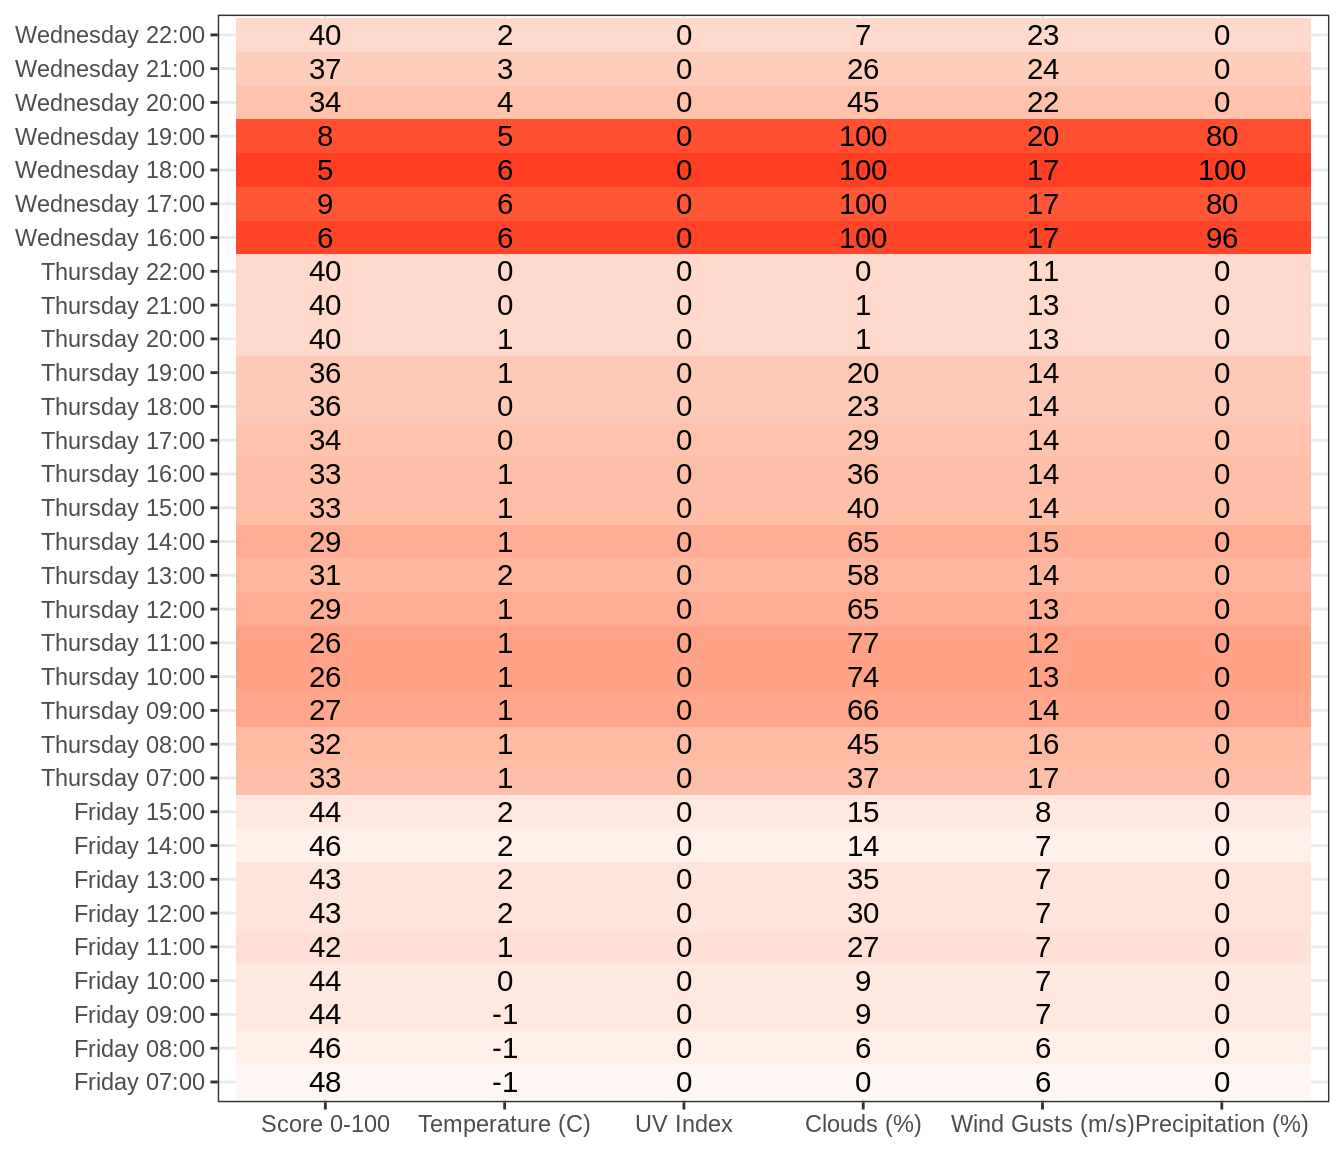 Wednesday 22:00 40 2 0 7 23 0
Wednesday 21:00 37 3 0 26 24 0
Wednesday 20:00 34 4 0 45 22 0
Wednesday 19:00 8 5 0 100 20 80
Wednesday 18:00 5 6 0 100 17 100
Wednesday 17:00 9 6 0 100 17 80
Wednesday 16:00 6 6 0 100 17 96
Thursday 22:00 40 0 0 0 11 0
Thursday 21:00 40 0 0 1 13 0
Thursday 20:00 40 1 0 1 13 0
Thursday 19:00 36 1 0 20 14 0
Thursday 18:00 36 0 0 23 14 0
Thursday 17:00 34 0 0 29 14 0
Thursday 16:00 33 1 0 36 14 0
Thursday 15:00 33 1 0 40 14 0
Thursday 14:00 29 1 0 65 15 0
Thursday 13:00 31 2 0 58 14 0
Thursday 12:00 29 1 0 65 13 0
Thursday 11:00 26 1 0 77 12 0
Thursday 10:00 26 1 0 74 13 0
Thursday 09:00 27 1 0 66 14 0
Thursday 08:00 32 1 0 45 16 0
Thursday 07:00 33 1 0 37 17 0
Friday 15:00 44 2 0 15 8 0
Friday 14:00 46 2 0 14 7 0
Friday 13:00 43 2 0 35 7 0
Friday 12:00 43 2 0 30 7 0
Friday 11:00 42 1 0 27 7 0
Friday 10:00 44 0 0 9 7 0
Friday 09:00 44 -1 0 9 7 0
Friday 08:00 46 -1 0 6 6 0
Friday 07:00 48 -1 0 0 6 0
Score 0-100 Temperature (C) UV Index Clouds (%) Wind Gusts (m/s) Precipitation (%)